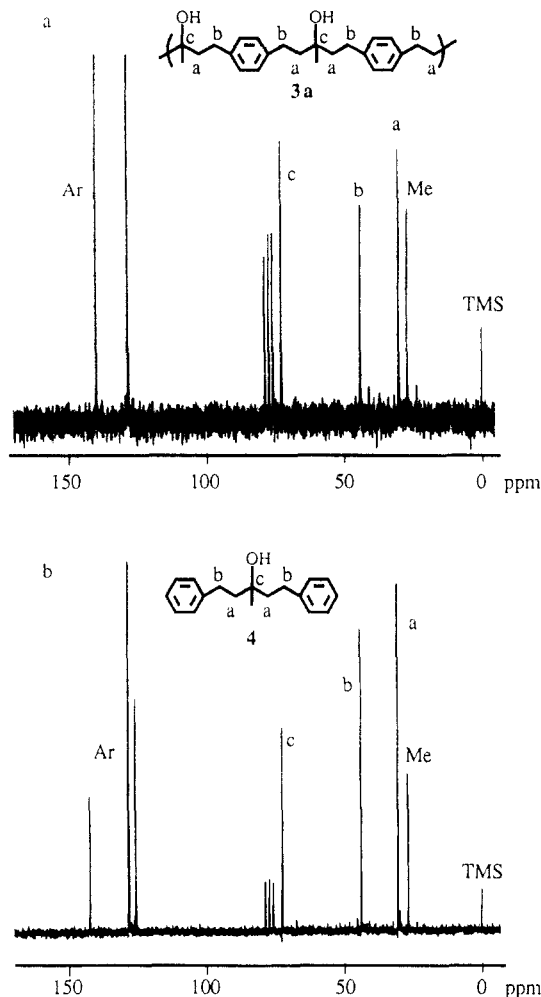 a
OH OH
c b b c b b
a a a a
3a
Ar
c
b
a
Me
TMS
150 100 50 0 ppm
b
OH
b c b
a a
4
Ar
c
b
a
Me
TMS
150 100 50 0 ppm